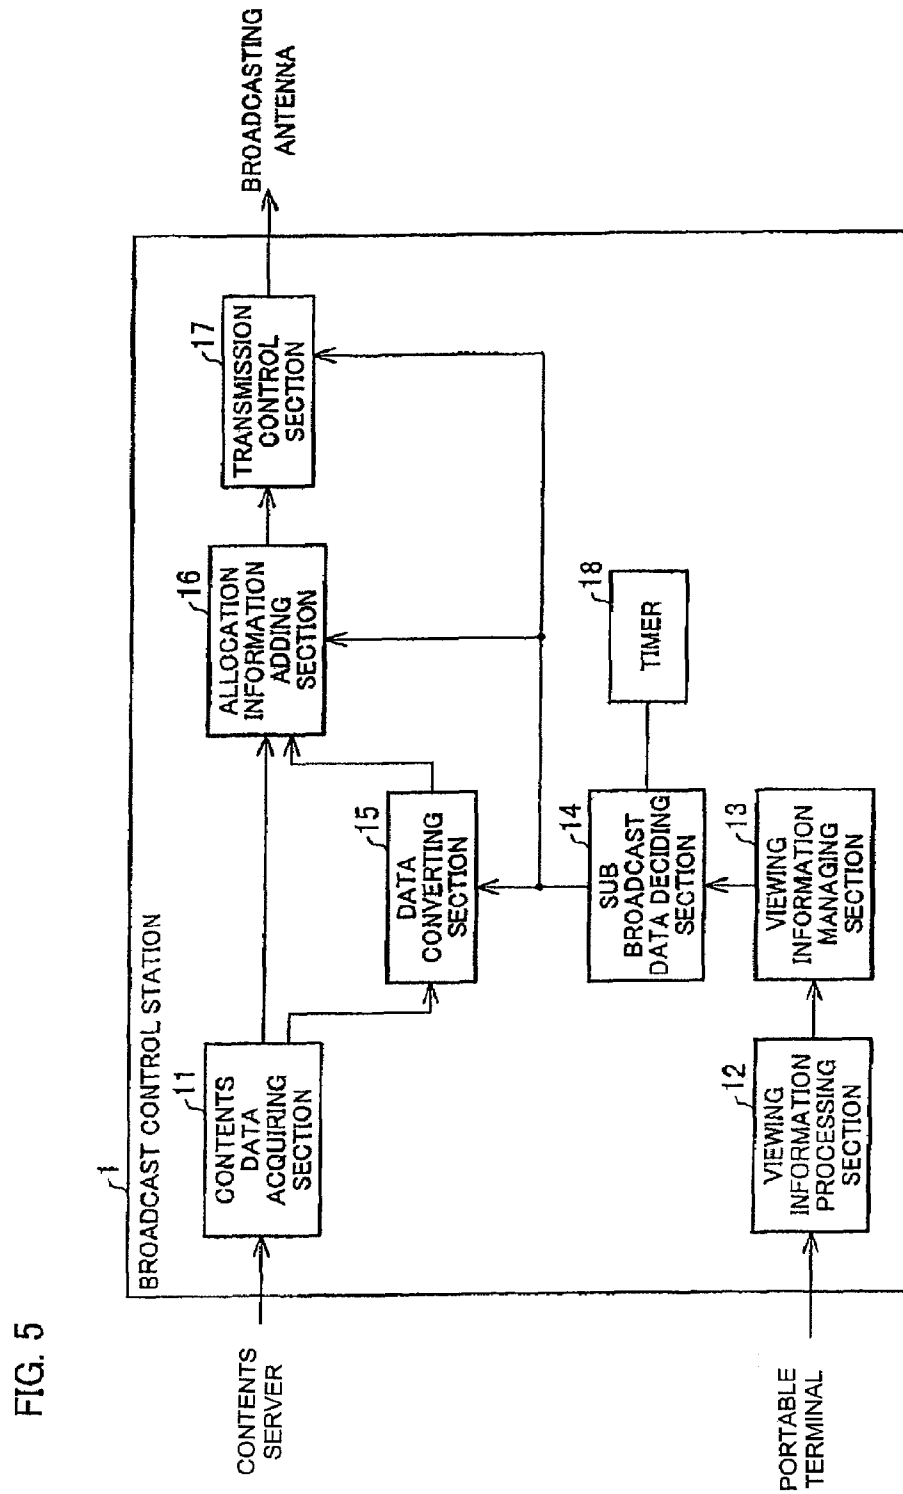 FIG. 5
1
BROADCAST CONTROL STATION
CONTENTS
SERVER
11
CONTENTS
DATA
ACQUIRING
SECTION
16
ALLOCATION
INFORMATION
ADDING
SECTION
17
TRANSMISSION
CONTROL
SECTION
BROADCASTING
ANTENNA
15
DATA
CONVERTING
SECTION
14
SUB
BROADCAST
DATA DECIDING
SECTION
18
TIMER
PORTABLE
TERMINAL
12
VIEWING
INFORMATION
PROCESSING
SECTION
13
VIEWING
INFORMATION
MANAGING
SECTION